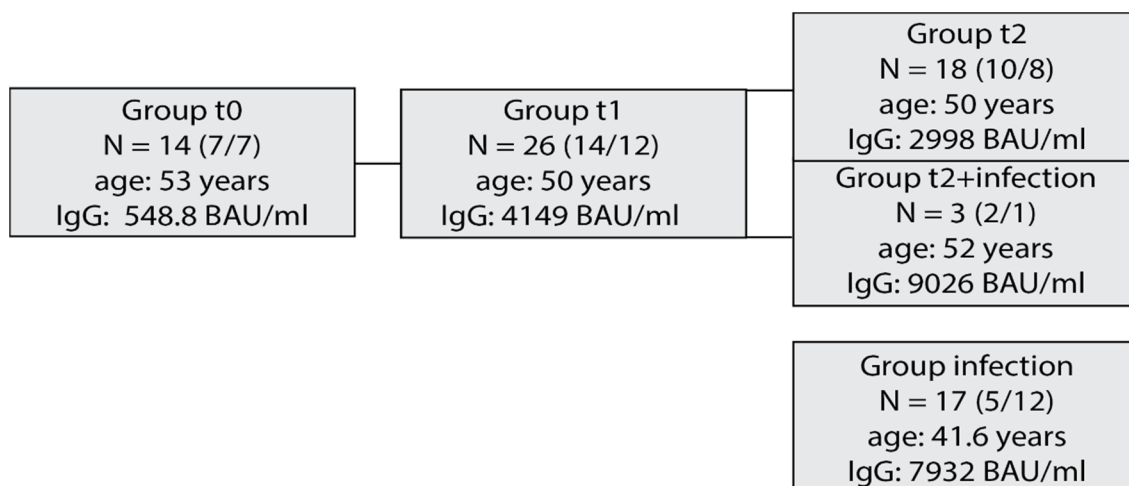 Group t0
N = 14 (7/7)
age: 53 years
IgG:  548.8 BAU/ml
Group t1
N = 26 (14/12)
age: 50 years
IgG: 4149 BAU/ml
Group t2
N = 18 (10/8)
age: 50 years
IgG: 2998 BAU/ml
Group t2+infection
N = 3 (2/1)
age: 52 years
IgG: 9026 BAU/ml
Group infection
N = 17 (5/12)
age: 41.6 years
IgG: 7932 BAU/ml